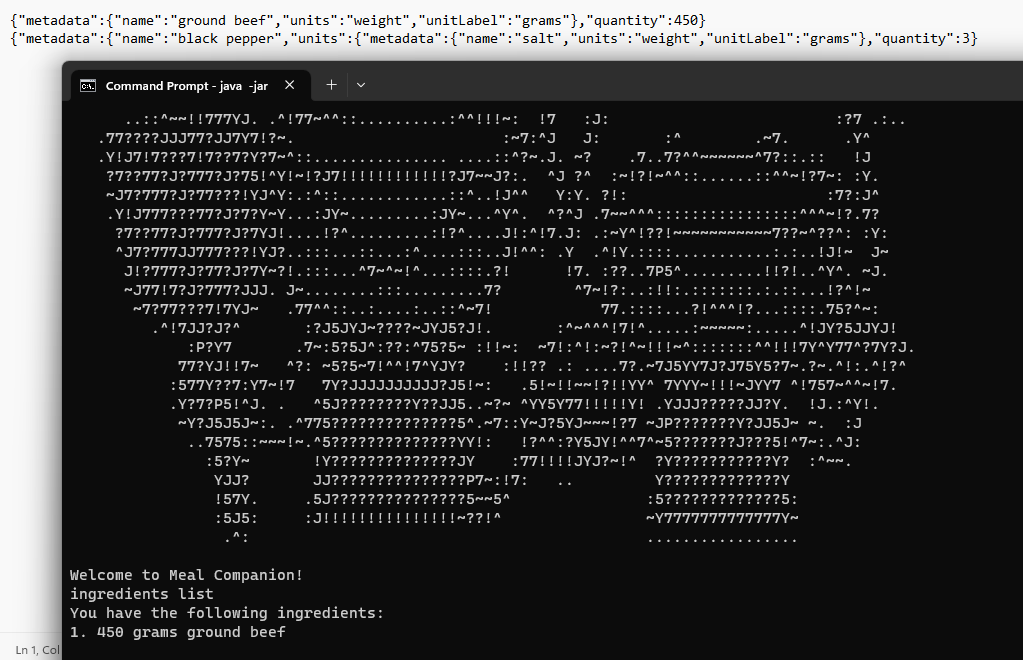 {"metadata":{"name":"ground beef","units":"weight","unitLabel":"grams"},"quantity":450}
{"metadata":{"name":"black pepper","units":{"metadata":{"name":"salt","units":"weight","unitLabel":"grams"},"quantity":3}
Command Prompt - java -jar
Welcome to Meal Companion!
ingredients list
You have the following ingredients:
1. 450 grams ground beef
Ln 1, Col